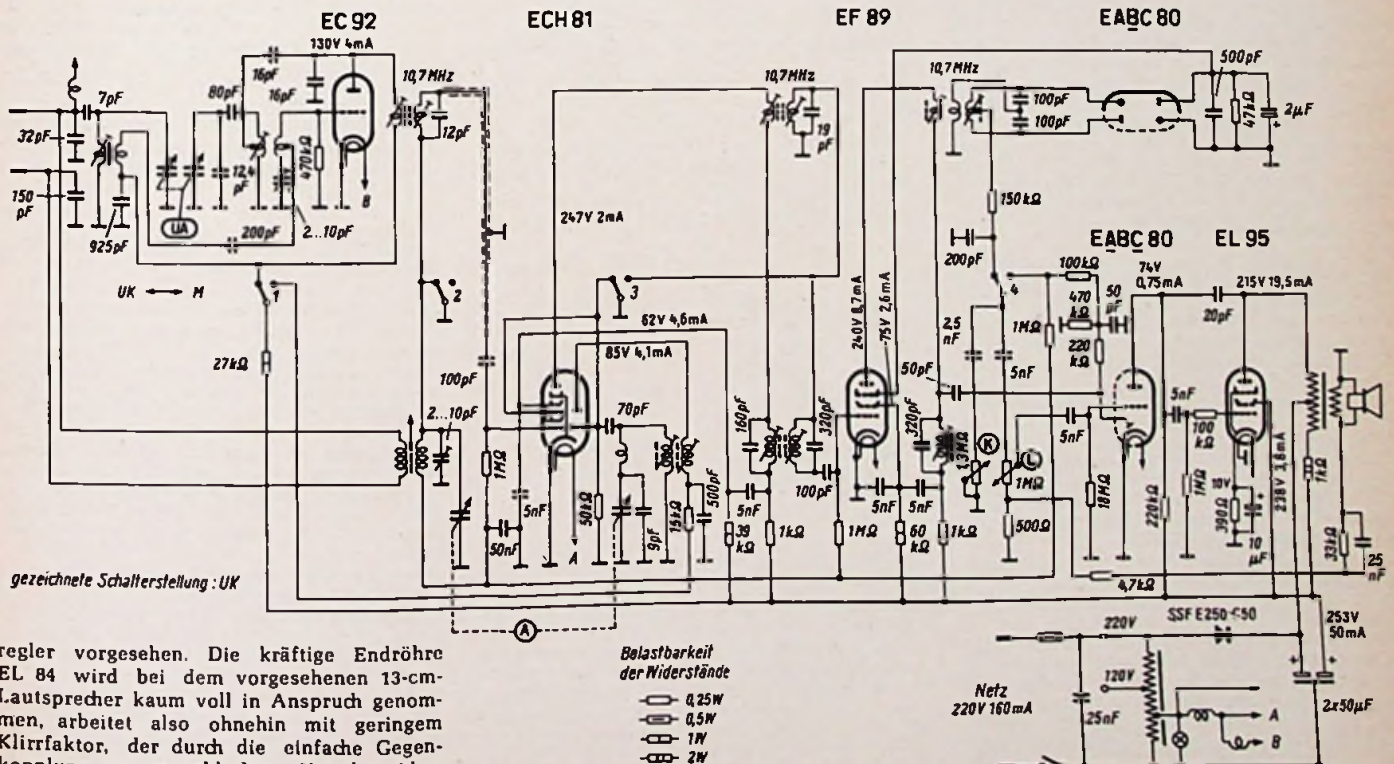 EC 92
ECH 81
EF 89
EABC 80
130V 4mA
16pF
16pF
7pF
80pF
10,7 MHz
12pF
32pF
150 pF
925pF
UA
12,4 pF
470kΩ
B
200pF
2...10pF
UK ⟷ M
1
27kΩ
2
247V 2mA
3
62V 4,6mA
85V 4,1mA
100pF
2...10pF
1MΩ
50nF
5nF
50kΩ
A
70pF
9pF
15kΩ
500pF
10,7 MHz
19 pF
160pF
320pF
5nF
100pF
39 kΩ
1kΩ
1MΩ
240V 8,7mA
75V 2,6mA
5nF
5nF
60 kΩ
320pF
1kΩ
50pF
10,7 MHz
100pF
100pF
500pF
47kΩ
2µF
150kΩ
200pF
4
2,5 nF
5nF
K
1,3MΩ
L
1MΩ
500Ω
1MΩ
100kΩ
470 kΩ
50 pF
220 kΩ
EABC 80
EL 95
74V 0,75mA
215V 19,5mA
20pF
5nF
10MΩ
220kΩ
5nF
100 kΩ
1MΩ
10V
390Ω
10 µF
238V 3,8mA
1kΩ
33kΩ
25 nF
4,7kΩ
A
gezeichnete Schalterstellung: UK
SSF E250 C50
253V 50mA
220V
120V
Netz
220V 160mA
25nF
2x50µF
A
B
Belastbarkeit
der Widerstände
0,25W
0,5W
1W
2W
regler vorgesehen. Die kräftige Endröhre
EL 84 wird bei dem vorgesehenen 13-cm-
Lautsprecher kaum voll in Anspruch genom-
men, arbeitet also ohnehin mit geringem
Klirrfaktor, der durch die einfache Gegen-